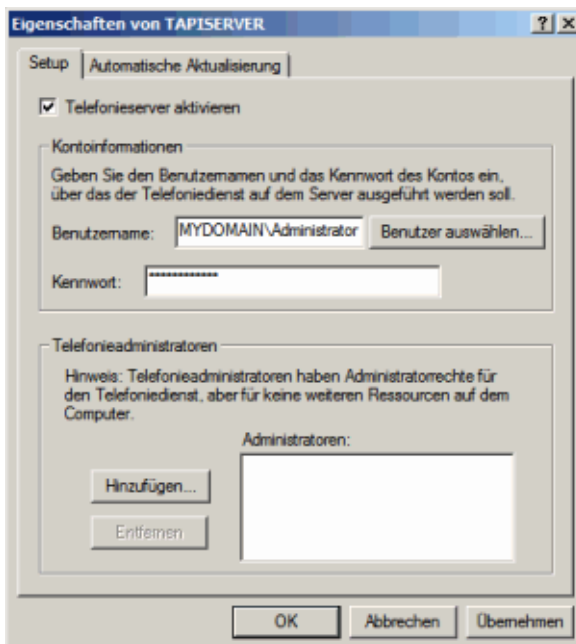 Eigenschaften von TAPISERVER
Setup
Automatische Aktualisierung
Telefonieserver aktivieren
Kontoinformationen
Geben Sie den Benutzernamen und das Kennwort des Kontos ein,
über das der Telefoniedienst auf dem Server ausgeführt werden soll.
Benutzername:
MYDOMAIN\Administrator
Benutzer auswählen...
Kennwort:
************
Telefonieadministratoren
Hinweis: Telefonieadministratoren haben Administratorrechte für
den Telefoniedienst, aber für keine weiteren Ressourcen auf dem
Computer.
Administratoren:
Hinzufügen...
Entfernen
OK
Abbrechen
Übernehmen